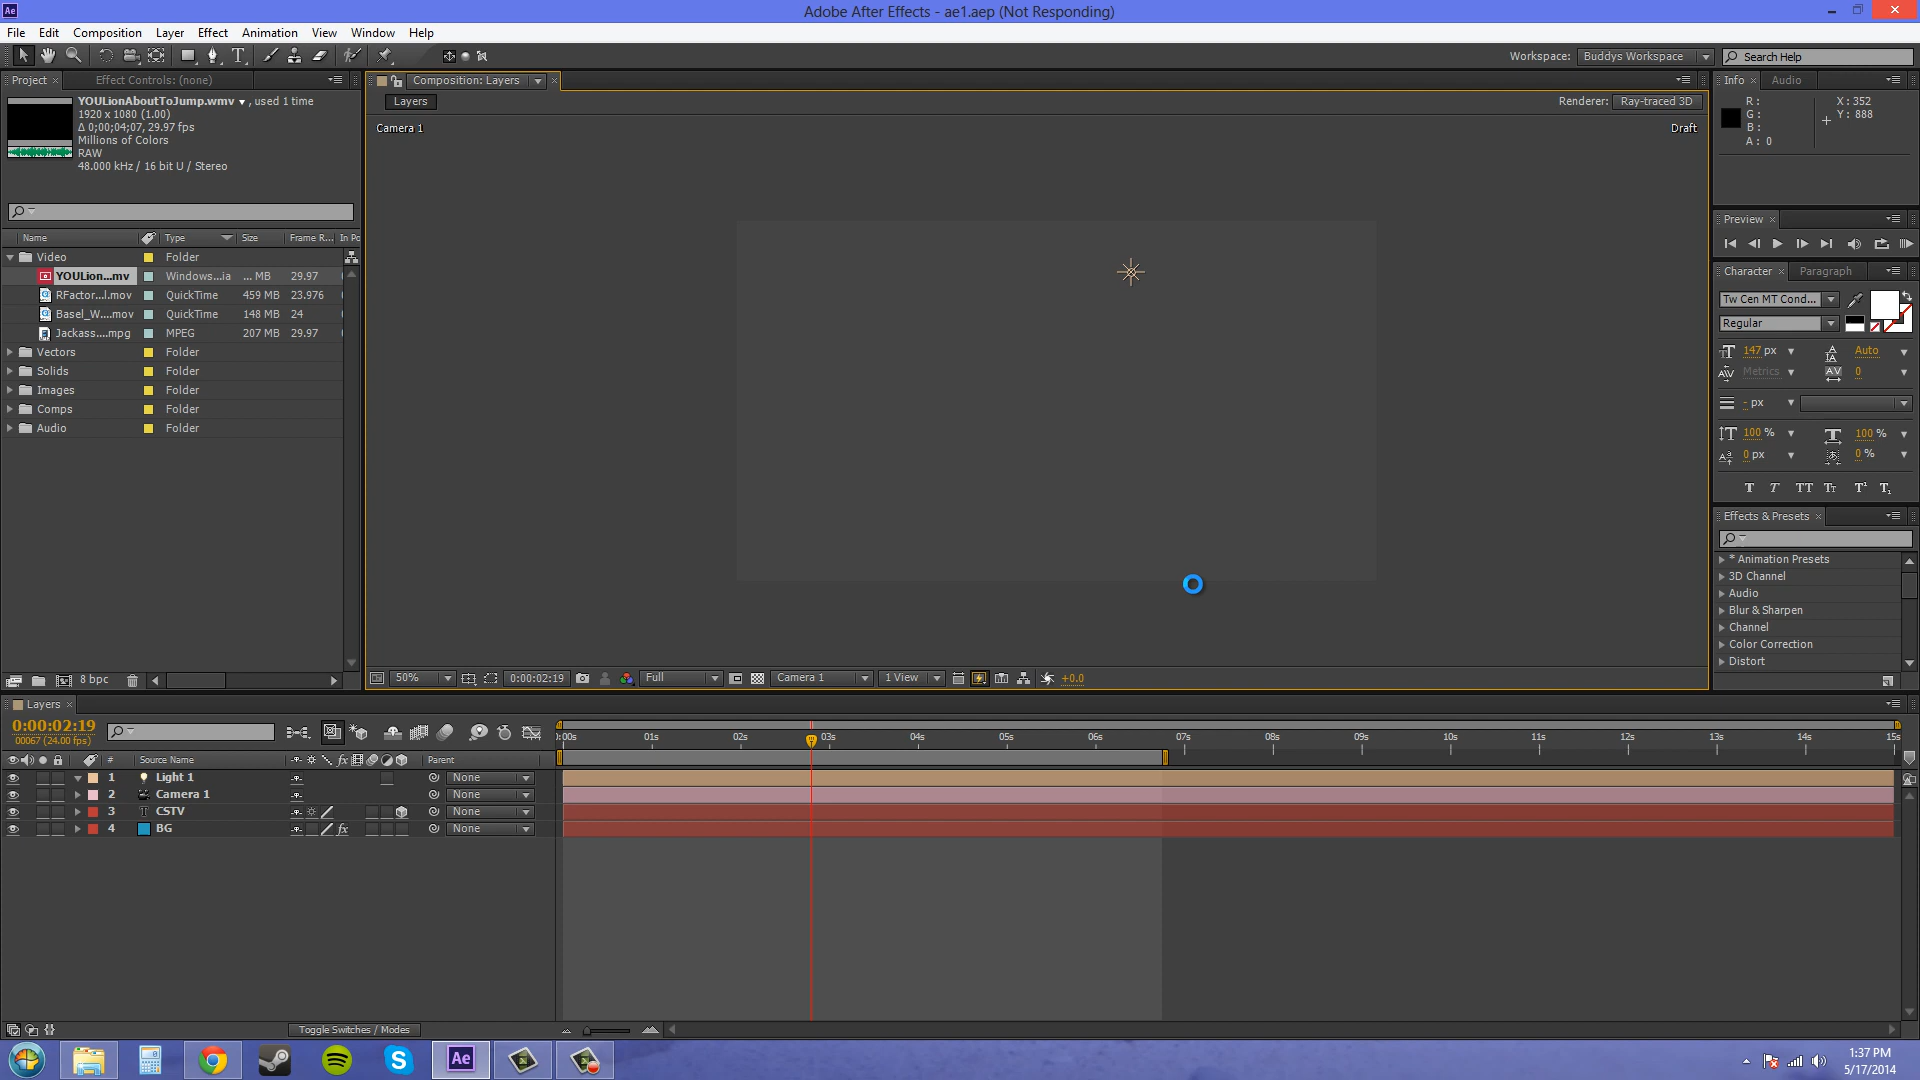 Adobe After Effects - ae1.aep (Not Responding)
File Edit Composition Layer Effect Animation View Window Help
Workspace: Buddys Workspace Search Help
Project Effect Controls: (none)
YOULionAboutToJump.wmv , used 1 time
1920 x 1080 (1.00)
Δ 0;00;04;07, 29.97 fps
Millions of Colors
RAW
48.000 kHz / 16 bit U / Stereo
Name Type Size Frame R... In Po
Video Folder
YOULion...mv Windows...ia ... MB 29.97
RFactor...l.mov QuickTime 459 MB 23.976
Basel_W....mov QuickTime 148 MB 24
Jackass....mpg MPEG 207 MB 29.97
Vectors Folder
Solids Folder
Images Folder
Comps Folder
Audio Folder
8 bpc
Composition: Layers
Layers
Renderer: Ray-traced 3D
Camera 1
Draft
50% 0:00:02:19 Full Camera 1 1 View +0.0
Info Audio
R: X: 352
G: Y: 888
B:
A: 0
Preview
Character Paragraph
Tw Cen MT Cond...
Regular
147 px Auto
Metrics 0
- px
100 % 100 %
0 px 0 %
T T TT Tt T¹ T₁
Effects & Presets
* Animation Presets
3D Channel
Audio
Blur & Sharpen
Channel
Color Correction
Distort
Layers
0:00:02:19
00067 (24.00 fps)
):00s 01s 02s 03s 04s 05s 06s 07s 08s 09s 10s 11s 12s 13s 14s 15s
# Source Name fx Parent
1 Light 1 None
2 Camera 1 None
3 T CSTV None
4 BG fx None
Toggle Switches / Modes
Ae
1:37 PM
5/17/2014